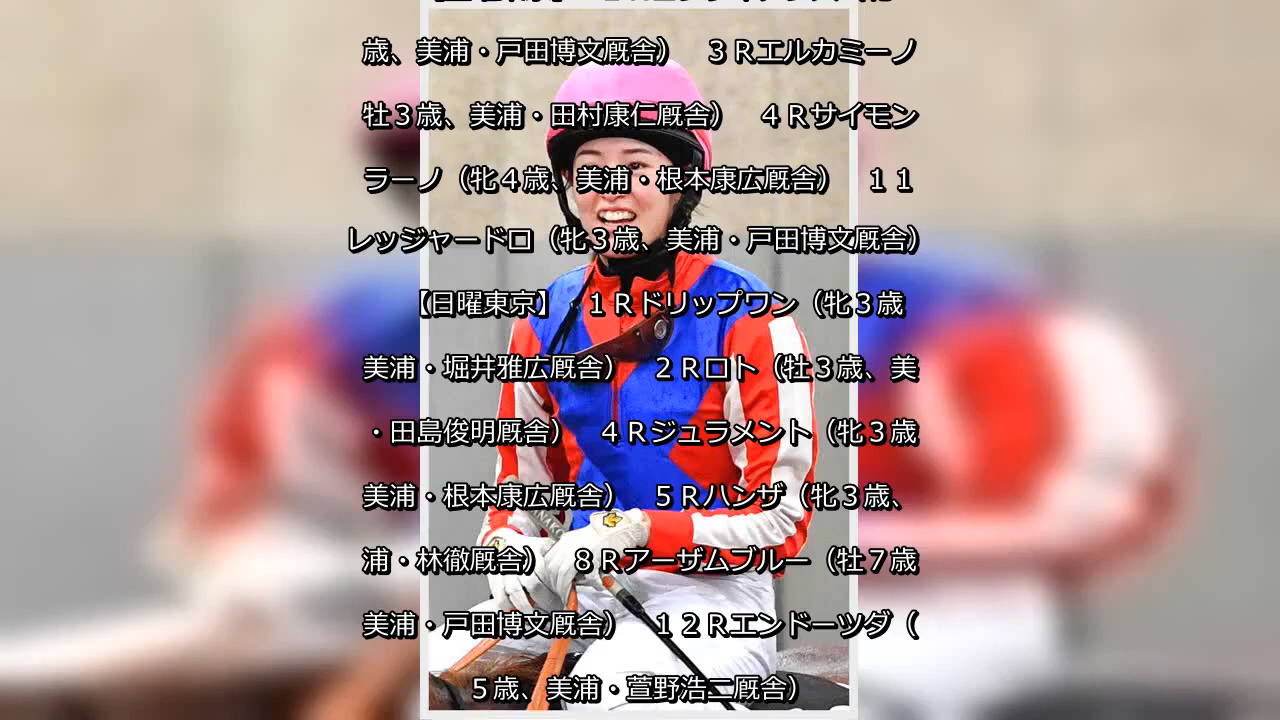 歳、美浦・戸田博文厩舎）　３Ｒエルカミーノ
牡３歳、美浦・田村康仁厩舎）　４Ｒサイモン
ラーノ（牝４歳、美浦・根本康広厩舎）　１１
レッジャードロ（牝３歳、美浦・戸田博文厩舎）
【日曜東京】　１Ｒドリップワン（牝３歳
美浦・堀井雅広厩舎）　２Ｒロト（牡３歳、美
・田島俊明厩舎）　４Ｒジュラメント（牝３歳
美浦・根本康広厩舎）　５Ｒハンザ（牝３歳、
浦・林徹厩舎）　８Ｒアーザムブルー（牡７歳
美浦・戸田博文厩舎）　１２Ｒエンドーツダ（
５歳、美浦・萱野浩二厩舎）